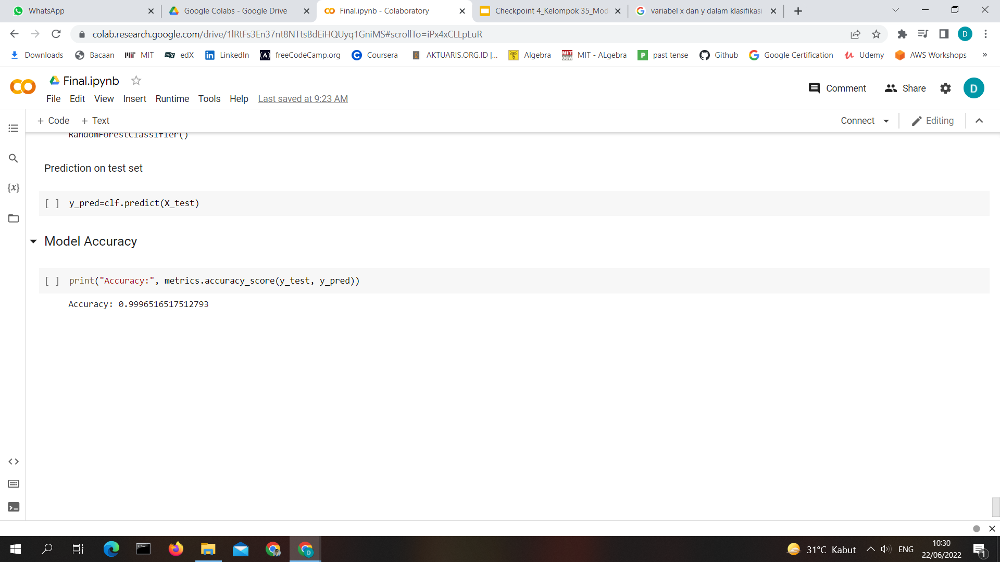 WhatsApp
Google Colabs - Google Drive
Final.ipynb - Colaboratory
Checkpoint 4_Kelompok 35_Mod
variabel x dan y dalam klasifikasi
colab.research.google.com/drive/1lRtFs3En37nt8NTtsBdEiHQUyq1GniMS#scrollTo=iPx4xCLLpLuR
D
Downloads
Bacaan
MIT
edX
LinkedIn
freeCodeCamp.org
Coursera
AKTUARIS.ORG.ID |...
Algebra
MIT - ALgebra
past tense
Github
Google Certification
Udemy
AWS Workshops
»
Final.ipynb
Comment
Share
D
File Edit View Insert Runtime Tools Help Last saved at 9:23 AM
+ Code + Text
Connect
Editing
RandomForestClassifier()
Prediction on test set
{x}
[ ] y_pred=clf.predict(X_test)
Model Accuracy
[ ] print("Accuracy:", metrics.accuracy_score(y_test, y_pred))
Accuracy: 0.9996516517512793
31°C Kabut
ENG
10:30
22/06/2022
1